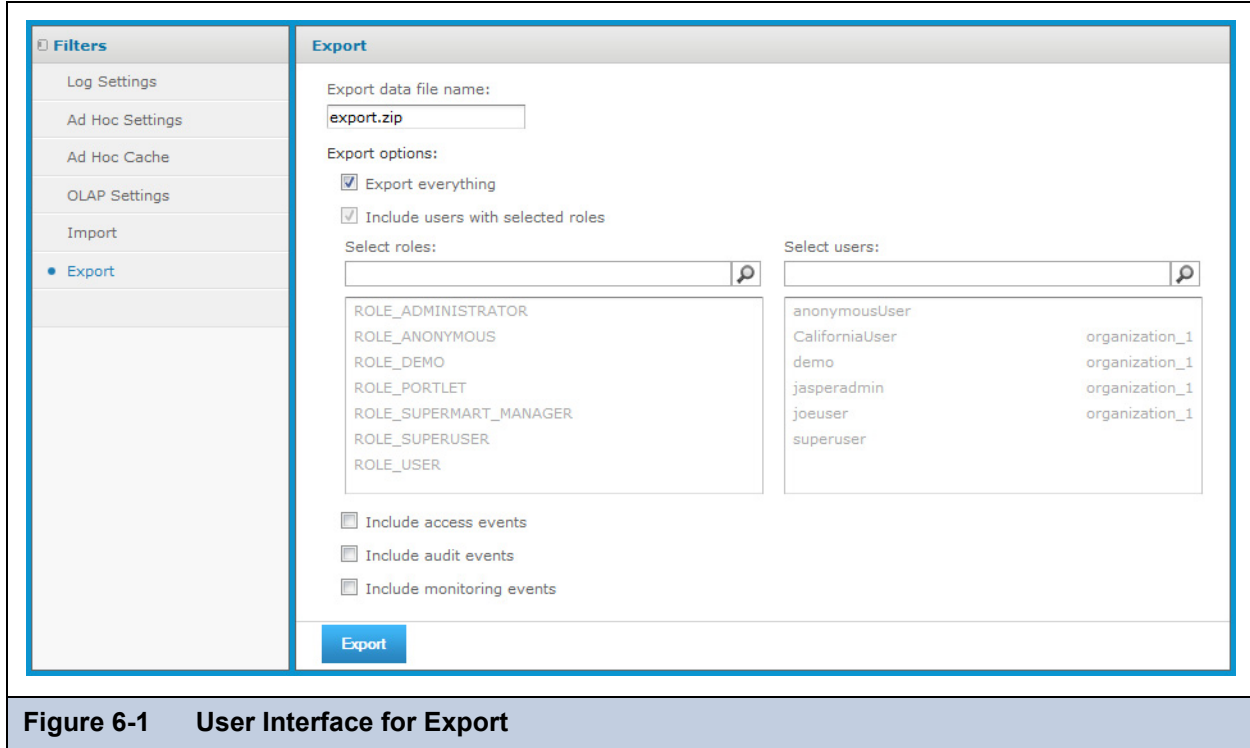 Filters
Log Settings
Ad Hoc Settings
Ad Hoc Cache
OLAP Settings
Import
Export
Export
Export data file name:
export.zip
Export options:
Export everything
Include users with selected roles
Select roles:
ROLE_ADMINISTRATOR
ROLE_ANONYMOUS
ROLE_DEMO
ROLE_PORTLET
ROLE_SUPERMART_MANAGER
ROLE_SUPERUSER
ROLE_USER
Select users:
anonymousUser
CaliforniaUser organization_1
demo organization_1
jasperadmin organization_1
joeuser organization_1
superuser
Include access events
Include audit events
Include monitoring events
Export
Figure 6-1 User Interface for Export